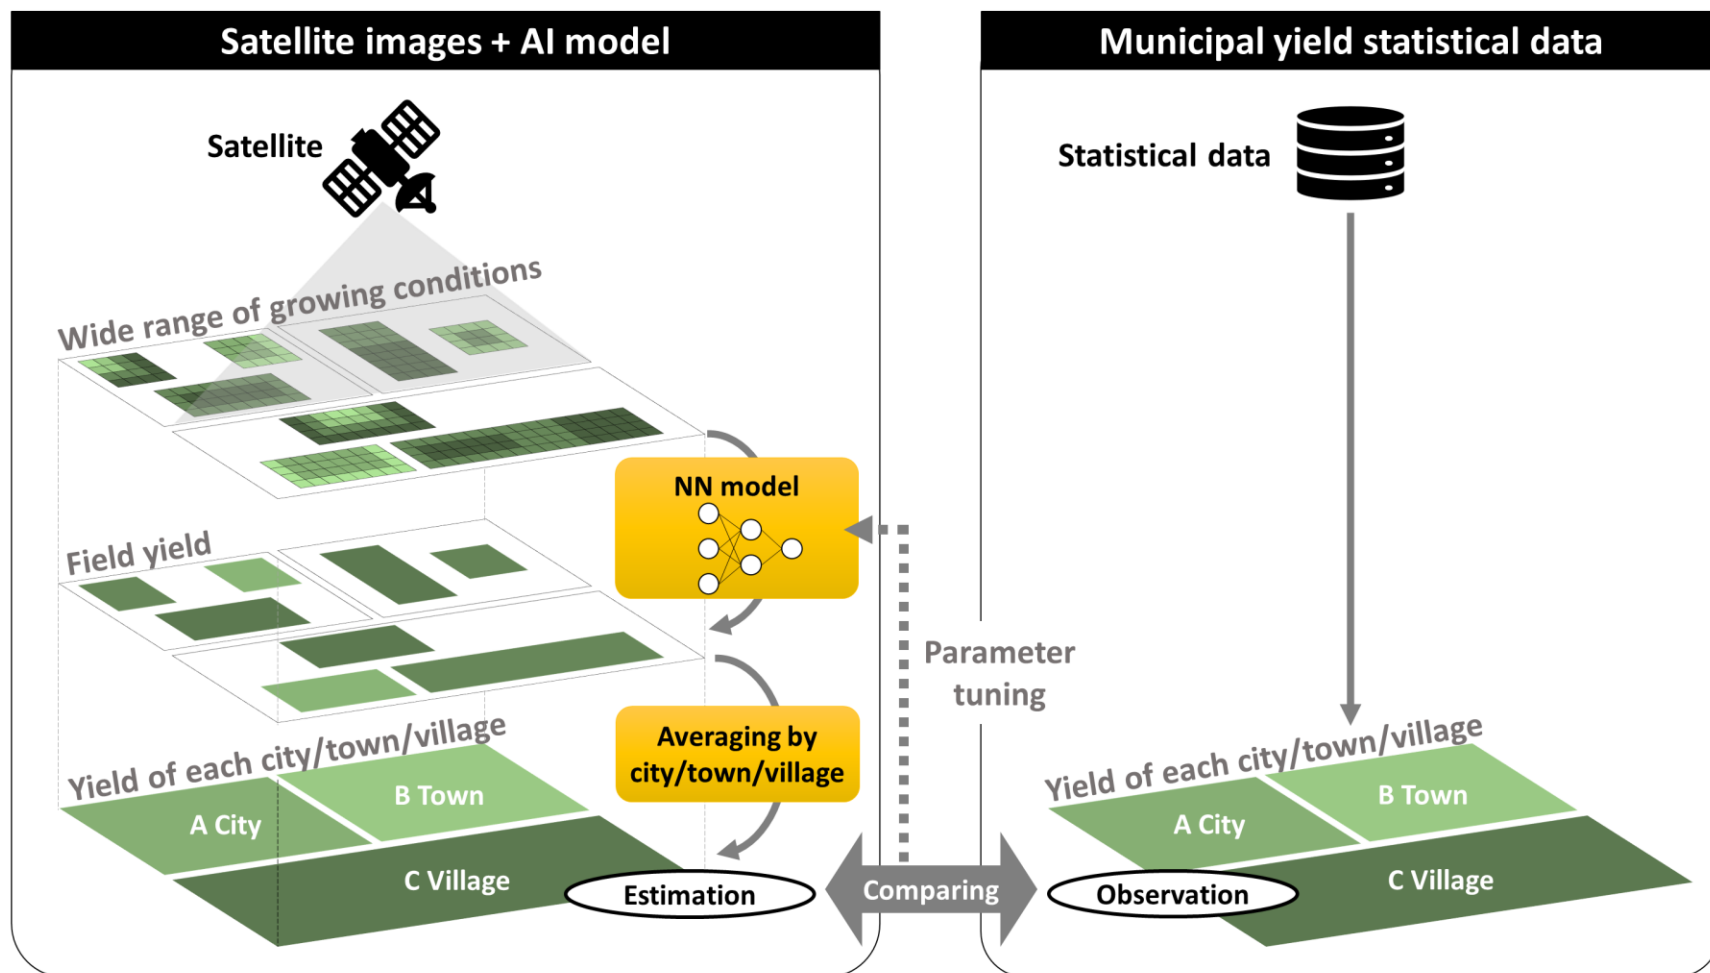 Satellite images + AI model
Satellite
Wide range of growing conditions
NN model
Field yield
Averaging by
city/town/village
Yield of each city/town/village
A City
B Town
C Village
Estimation
Comparing
Parameter
tuning
Municipal yield statistical data
Statistical data
Yield of each city/town/village
A City
B Town
C Village
Observation